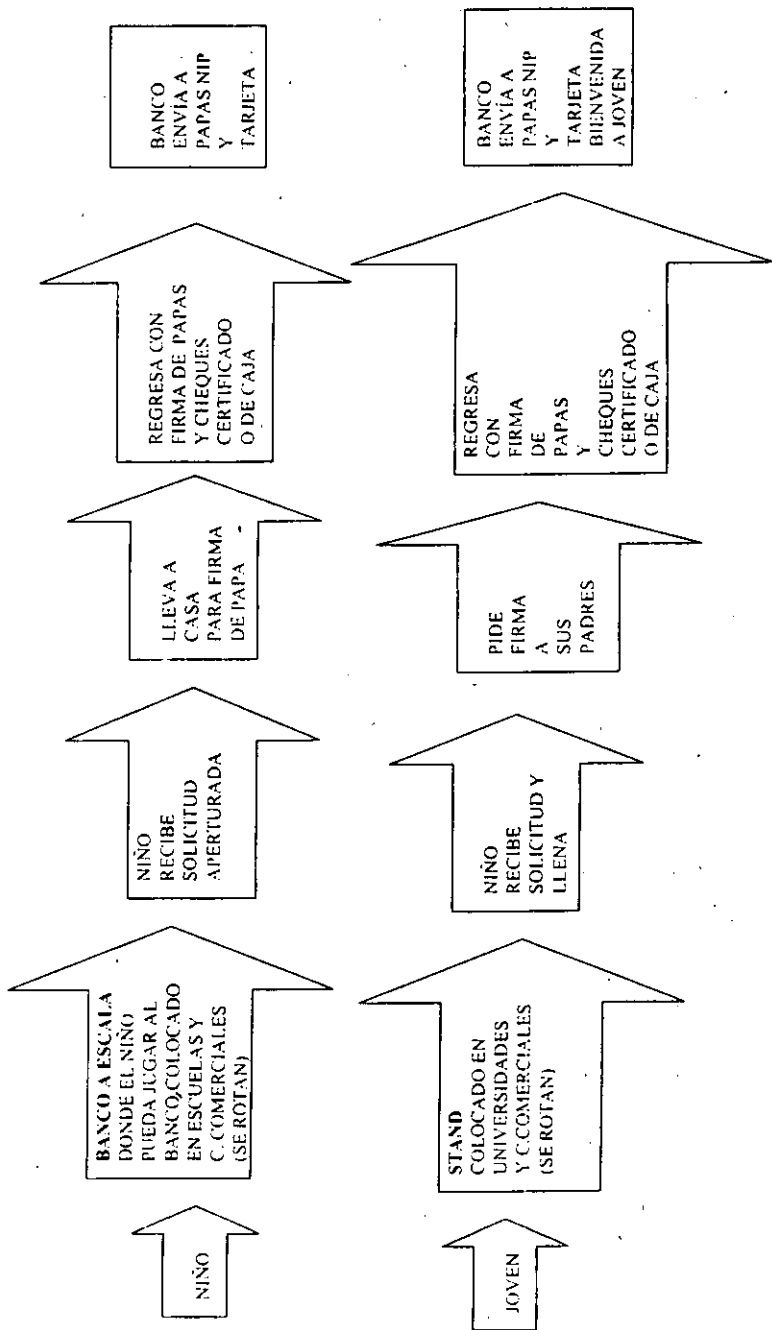 NIÑO
BANCO A ESCALA
DONDE EL NIÑO
PUEDA JUGAR AL
BANCO,COLOCADO
EN ESCUELAS Y
C. COMERCIALES
(SE ROTAN)
NIÑO
RECIBE
SOLICITUD
APERTURADA
LLEVA A
CASA
PARA FIRMA
DE PAPA
REGRESA CON
FIRMA DE PAPAS
Y CHEQUES
CERTIFICADO
O DE CAJA
BANCO
ENVÍA A
PAPAS NIP
Y
TARJETA
JOVEN
STAND
COLOCADO EN
UNIVERSIDADES
Y C.COMERCIALES
(SE ROTAN)
NIÑO
RECIBE
SOLICITUD Y
LLENA
PIDE
FIRMA
A
SUS
PADRES
REGRESA
CON
FIRMA
DE
PAPAS
Y
CHEQUES
CERTIFICADO
O DE CAJA
BANCO
ENVÍA A
PAPAS NIP
Y
TARJETA
BIENVENIDA
A JOVEN